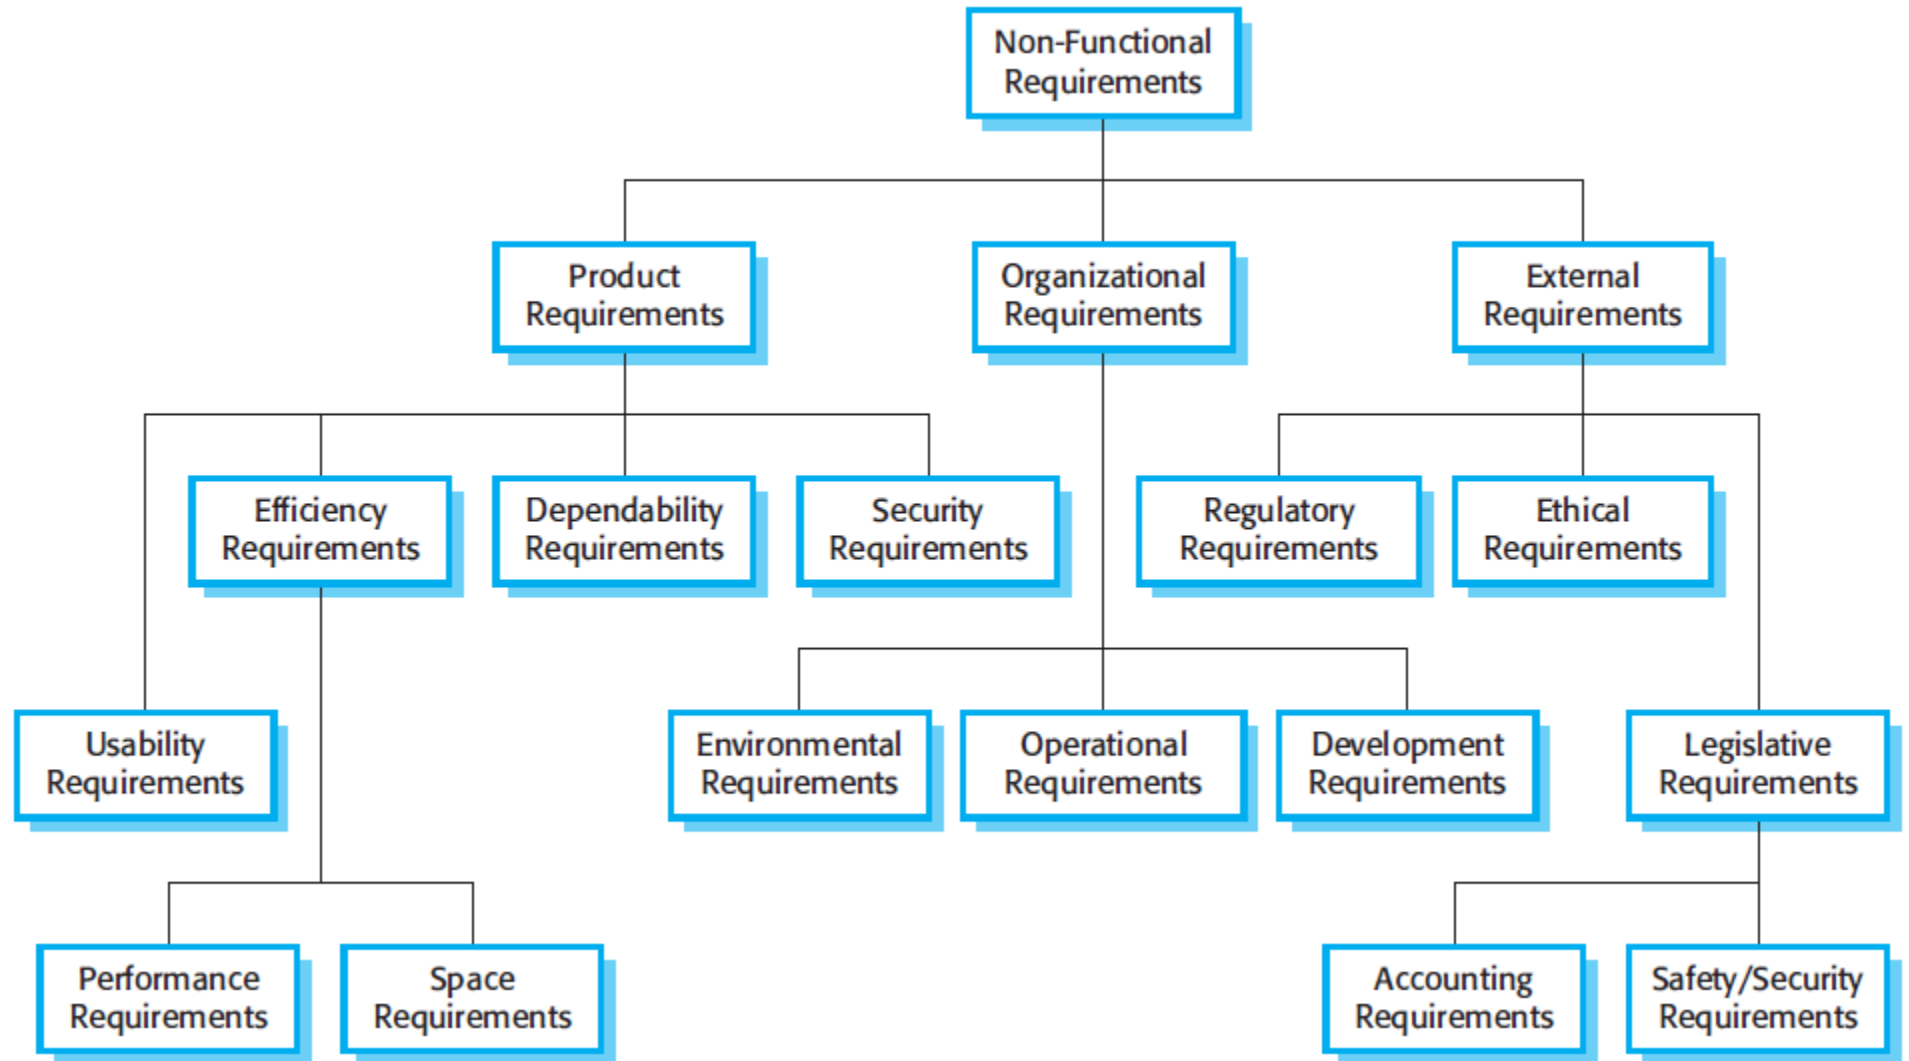 Non-Functional
Requirements
Product
Requirements
Organizational
Requirements
External
Requirements
Efficiency
Requirements
Dependability
Requirements
Security
Requirements
Regulatory
Requirements
Ethical
Requirements
Usability
Requirements
Environmental
Requirements
Operational
Requirements
Development
Requirements
Legislative
Requirements
Performance
Requirements
Space
Requirements
Accounting
Requirements
Safety/Security
Requirements